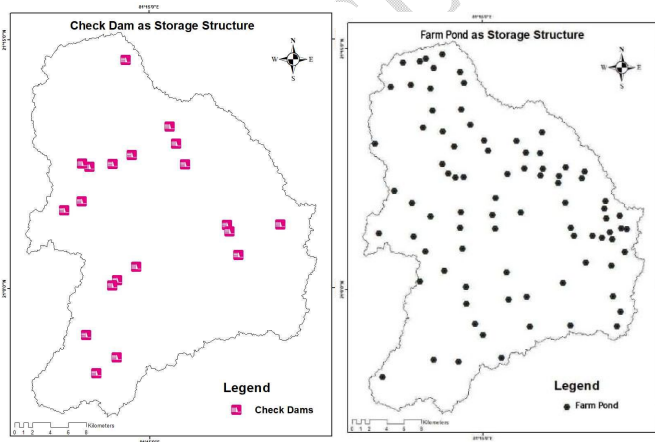 Check Dam as Storage Structure
N
W E
S
Legend
Check Dams
Kilometers
0 1 2 4 6 8
Farm Pond as Storage Structure
N
W E
S
Legend
Farm Pond
Kilometers
0 1 2 4 6 8